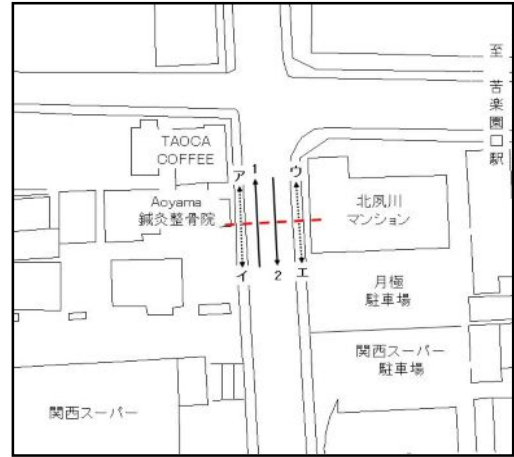 至
苦楽園口駅
TAOCA
COFFEE
ア
1
ウ
Aoyama
鍼灸整骨院
北夙川
マンション
イ
2
エ
月極
駐車場
関西スーパー
駐車場
関西スーパー